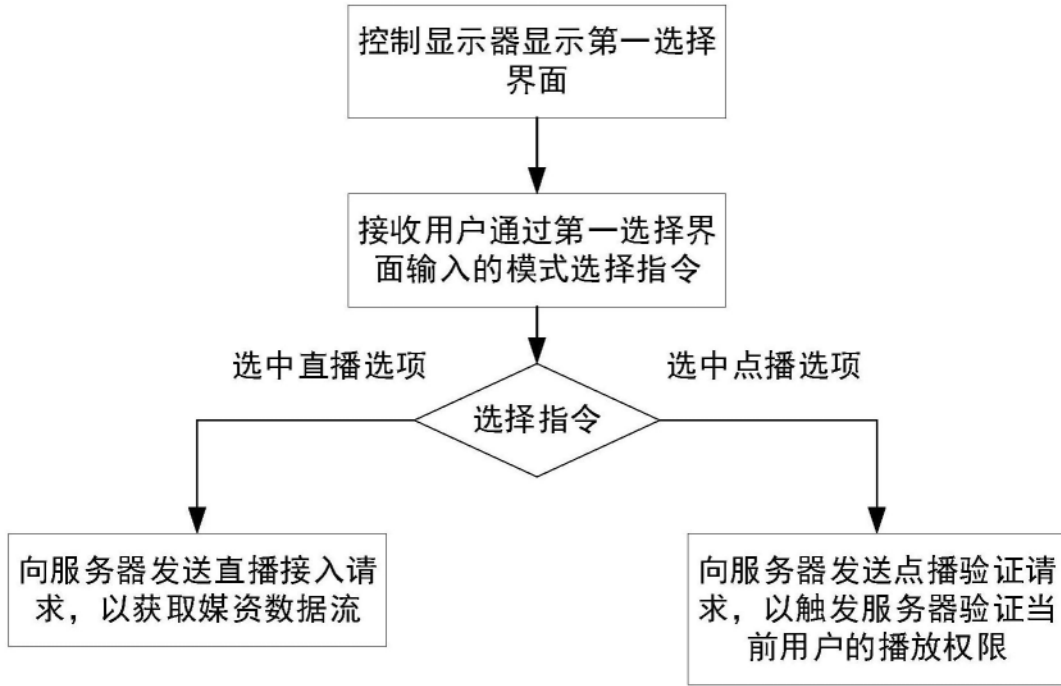 控制显示器显示第一选择
界面
接收用户通过第一选择界
面输入的模式选择指令
选中直播选项
选中点播选项
选择指令
向服务器发送直播接入请
求，以获取媒资数据流
向服务器发送点播验证请
求，以触发服务器验证当
前用户的播放权限